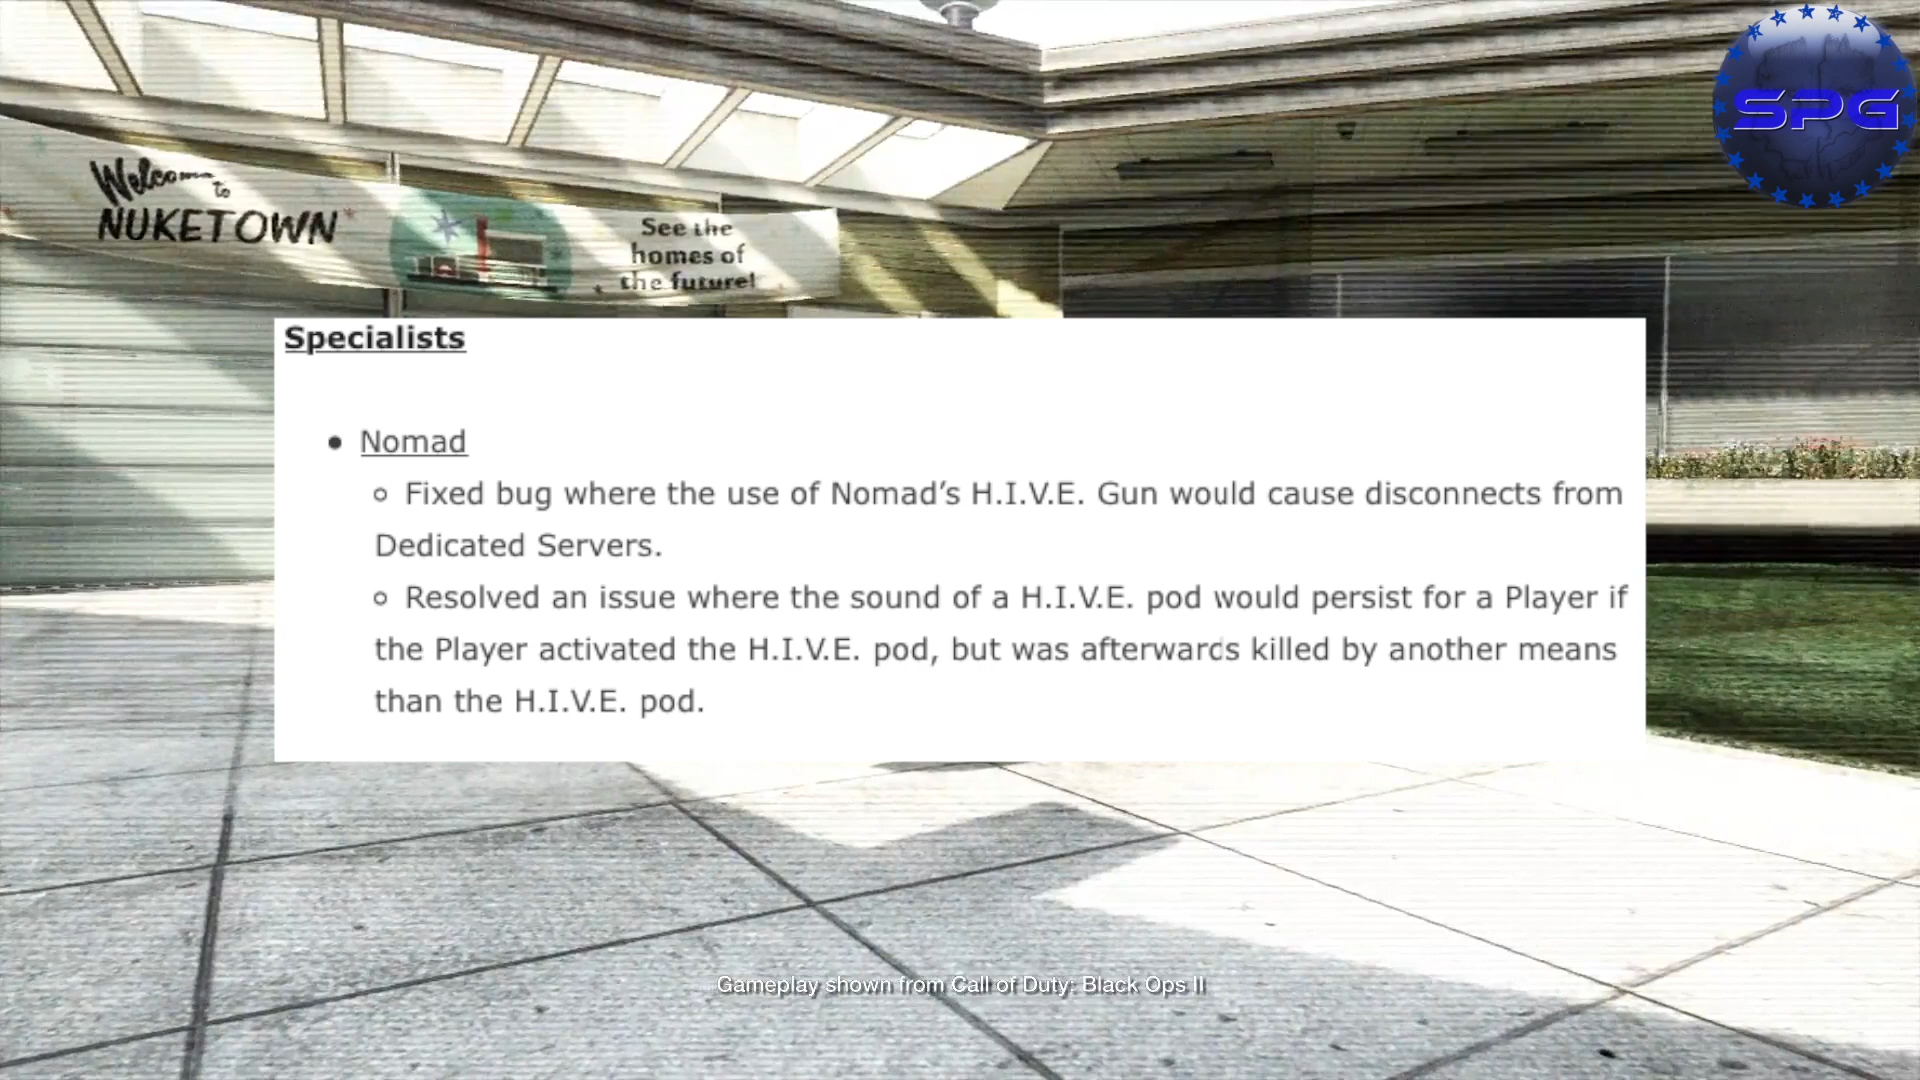 SPG
Welcome
to
NUKETOWN
See the
homes of
the future!
Specialists
• Nomad
○ Fixed bug where the use of Nomad’s H.I.V.E. Gun would cause disconnects from
Dedicated Servers.
○ Resolved an issue where the sound of a H.I.V.E. pod would persist for a Player if
the Player activated the H.I.V.E. pod, but was afterwards killed by another means
than the H.I.V.E. pod.
Gameplay shown from Call of Duty: Black Ops II